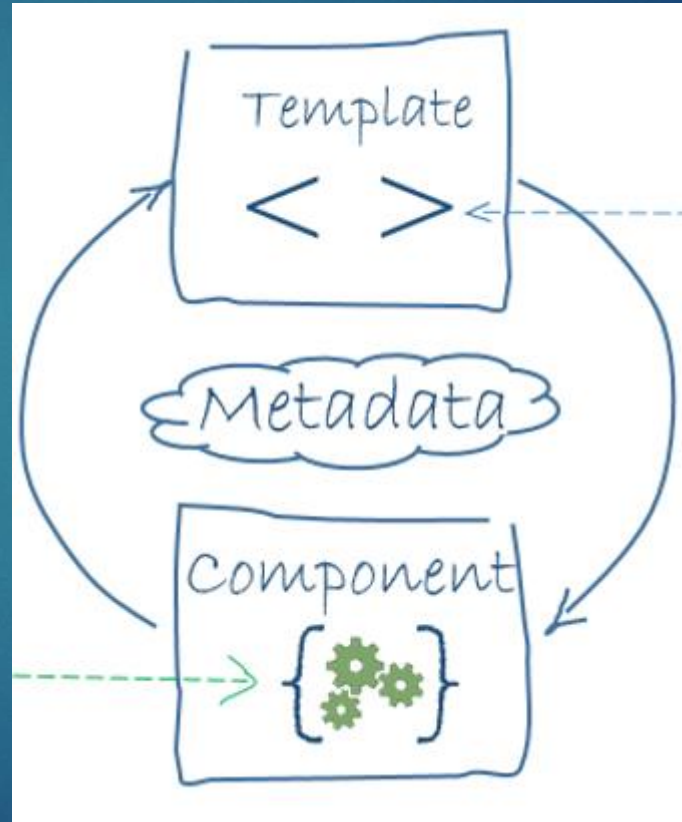 Template
< >
Metadata
Component
{ }